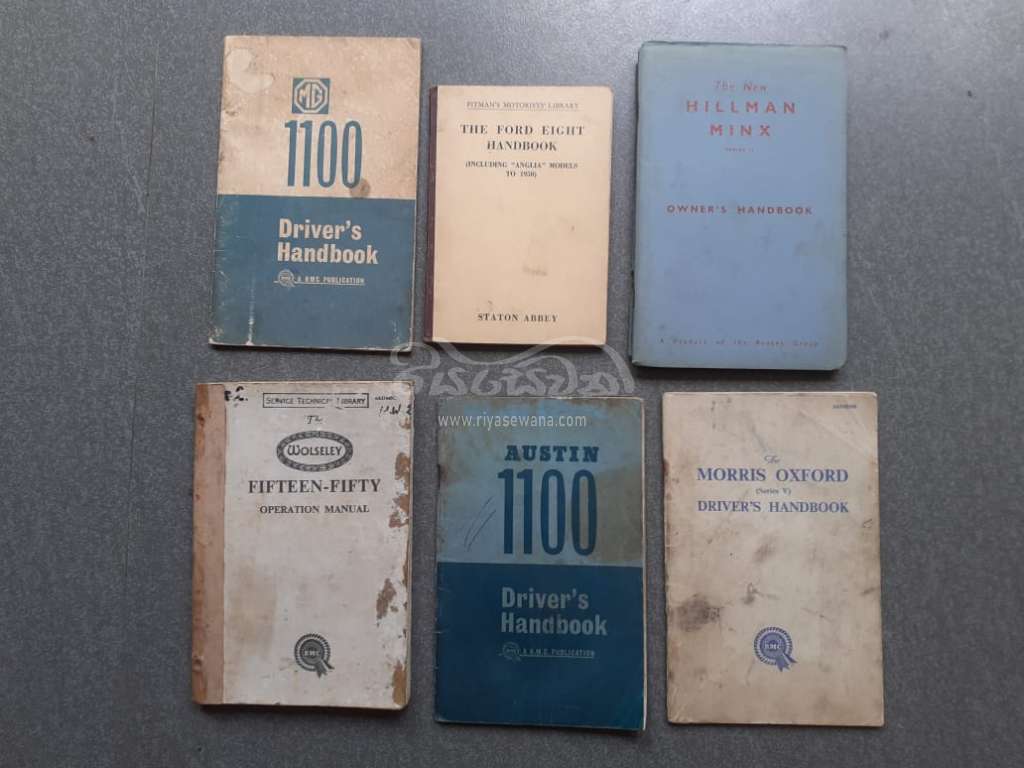 MG
1100
Driver's
Handbook
A B.M.C. PUBLICATION
PITMAN'S MOTORISTS' LIBRARY
THE FORD EIGHT
HANDBOOK
(INCLUDING "ANGLIA" MODELS
TO 1950)
STATON ABBEY
The New
HILLMAN
MINX
OWNER'S HANDBOOK
A Product of the Rootes Group
SERVICE TECHNICAL LIBRARY
The
WOLSELEY
FIFTEEN-FIFTY
OPERATION MANUAL
BMC
AUSTIN
1100
Driver's
Handbook
A B.M.C. PUBLICATION
The
MORRIS OXFORD
(Series V)
DRIVER'S HANDBOOK
BMC
රියසෙවන
www.riyasewana.com